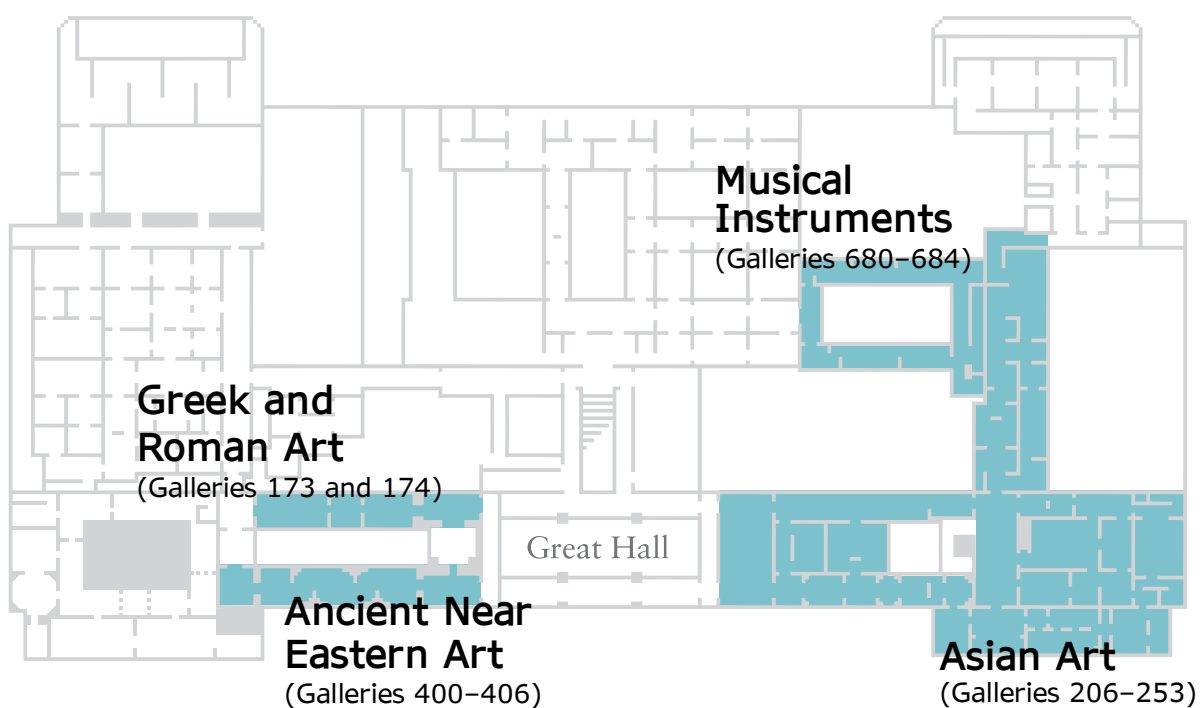 Musical
Instruments
(Galleries 680–684)
Greek and
Roman Art
(Galleries 173 and 174)
Great Hall
Ancient Near
Eastern Art
(Galleries 400–406)
Asian Art
(Galleries 206–253)